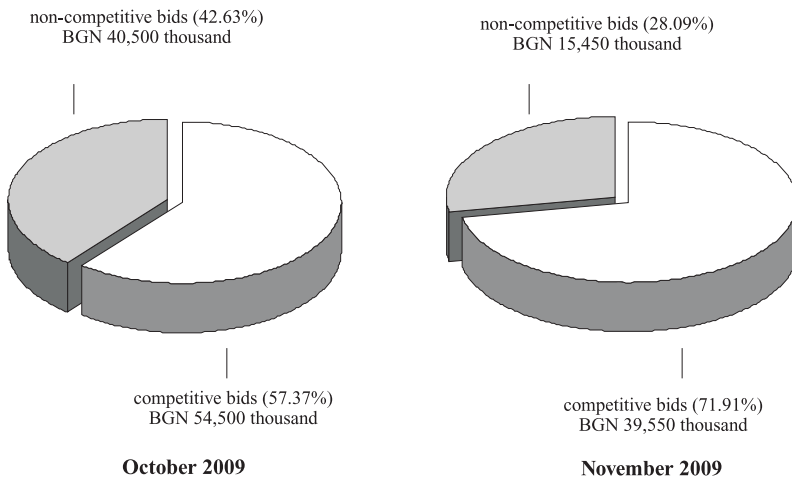 non-competitive bids (42.63%)
BGN 40,500 thousand
competitive bids (57.37%)
BGN 54,500 thousand
October 2009
non-competitive bids (28.09%)
BGN 15,450 thousand
competitive bids (71.91%)
BGN 39,550 thousand
November 2009